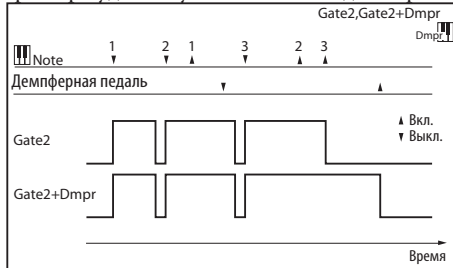 Gate2,Gate2+Dmpr
Dmpr
1 2 1 3 2 3
Note
Демпферная педаль
Вкл.
Выкл.
Gate2
Gate2+Dmpr
Время